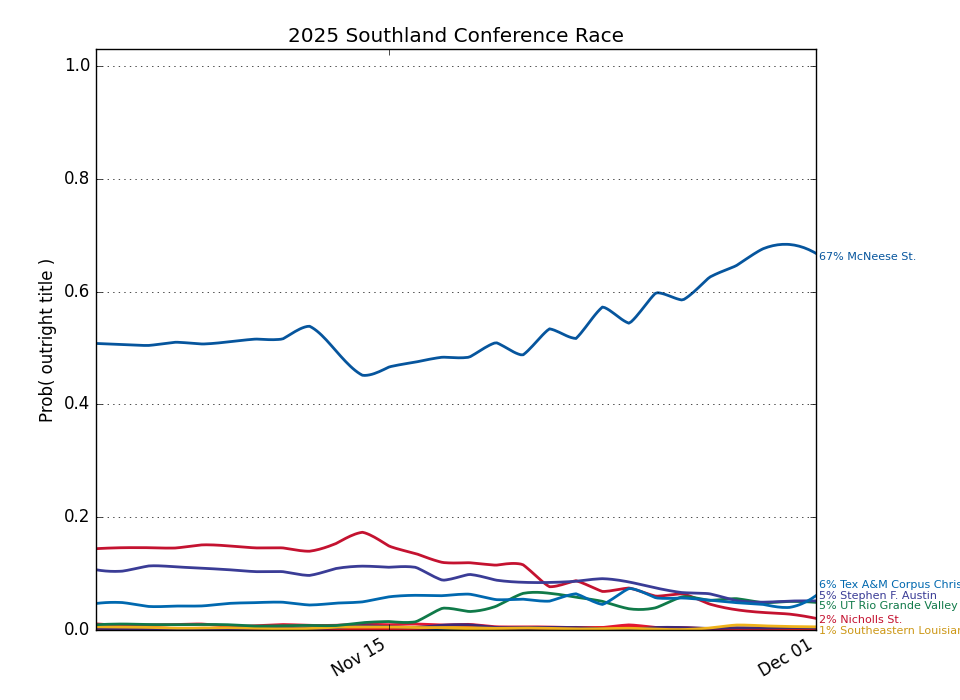 2025 Southland Conference Race
Prob( outright title )
1.0
0.8
0.6
0.4
0.2
0.0
Nov 15
Dec 01
67% McNeese St.
6% Tex A&M Corpus Chris
5% Stephen F. Austin
5% UT Rio Grande Valley
2% Nicholls St.
1% Southeastern Louisian